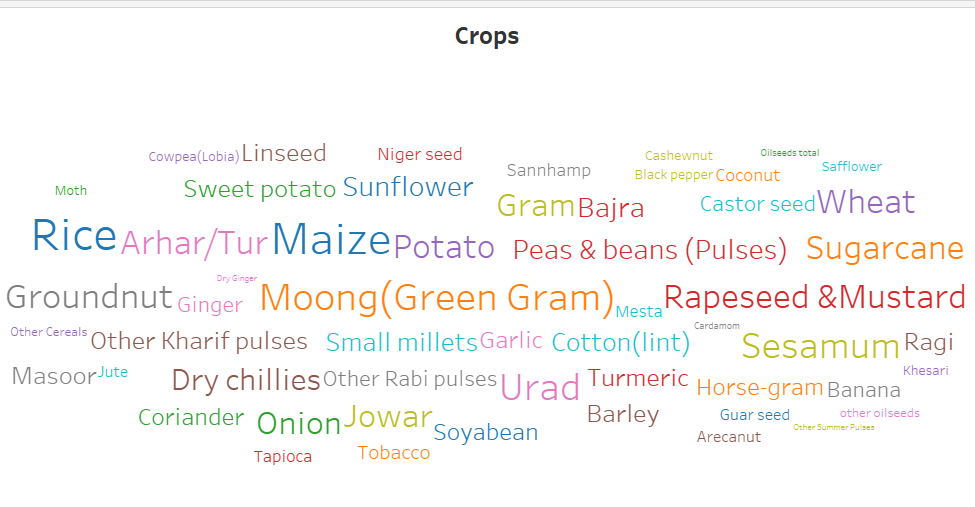 Crops
Cowpea(Lobia) Linseed Niger seed Sannhamp Cashewnut Oilseeds total
Black pepper Coconut Safflower
Moth Sweet potato Sunflower Gram Bajra Castor seed Wheat
Rice Arhar/Tur Maize Potato Peas & beans (Pulses) Sugarcane
Dry Ginger
Groundnut Ginger Moong(Green Gram) Mesta Rapeseed &Mustard
Other Cereals Other Kharif pulses Small millets Garlic Cotton(lint) Cardamom Sesamum Ragi
Masoor Jute Dry chillies Other Rabi pulses Urad Turmeric Horse-gram Banana Khesari
Coriander Onion Jowar Soyabean Barley Guar seed other oilseeds
Arecanut Other Summer Pulses
Tapioca Tobacco